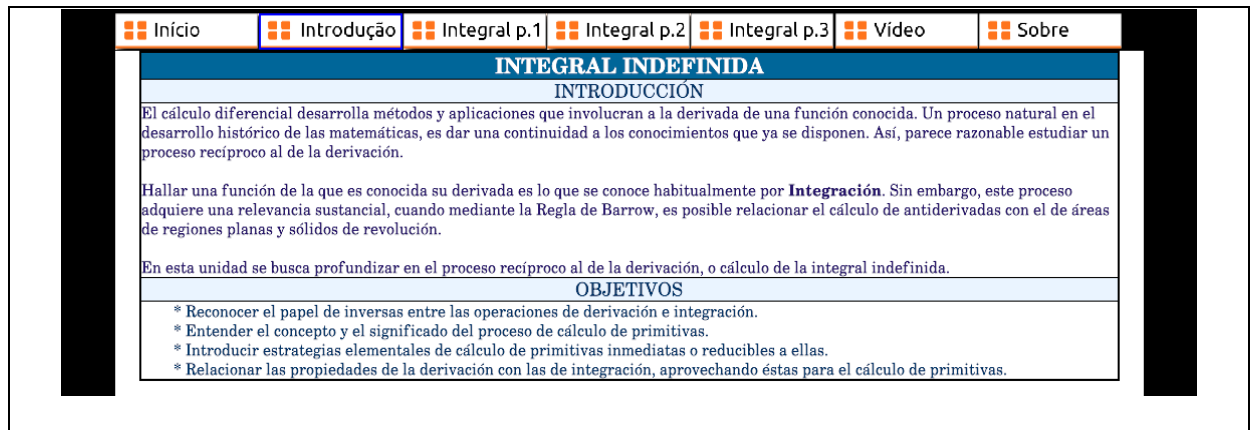 Início Introdução Integral p.1 Integral p.2 Integral p.3 Vídeo Sobre
INTEGRAL INDEFINIDA
INTRODUCCIÓN
El cálculo diferencial desarrolla métodos y aplicaciones que involucran a la derivada de una función conocida. Un proceso natural en el
desarrollo histórico de las matemáticas, es dar una continuidad a los conocimientos que ya se disponen. Así, parece razonable estudiar un
proceso recíproco al de la derivación.
Hallar una función de la que es conocida su derivada es lo que se conoce habitualmente por Integración. Sin embargo, este proceso
adquiere una relevancia sustancial, cuando mediante la Regla de Barrow, es posible relacionar el cálculo de antiderivadas con el de áreas
de regiones planas y sólidos de revolución.
En esta unidad se busca profundizar en el proceso recíproco al de la derivación, o cálculo de la integral indefinida.
OBJETIVOS
* Reconocer el papel de inversas entre las operaciones de derivación e integración.
* Entender el concepto y el significado del proceso de cálculo de primitivas.
* Introducir estrategias elementales de cálculo de primitivas inmediatas o reducibles a ellas.
* Relacionar las propiedades de la derivación con las de integración, aprovechando éstas para el cálculo de primitivas.